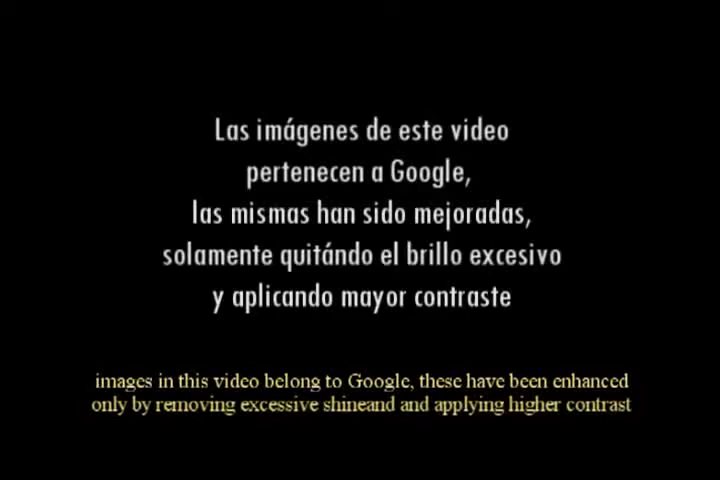 Las imágenes de este video
pertenecen a Google,
las mismas han sido mejoradas,
solamente quitándo el brillo excesivo
y aplicando mayor contraste
images in this video belong to Google, these have been enhanced
only by removing excessive shineand and applying higher contrast